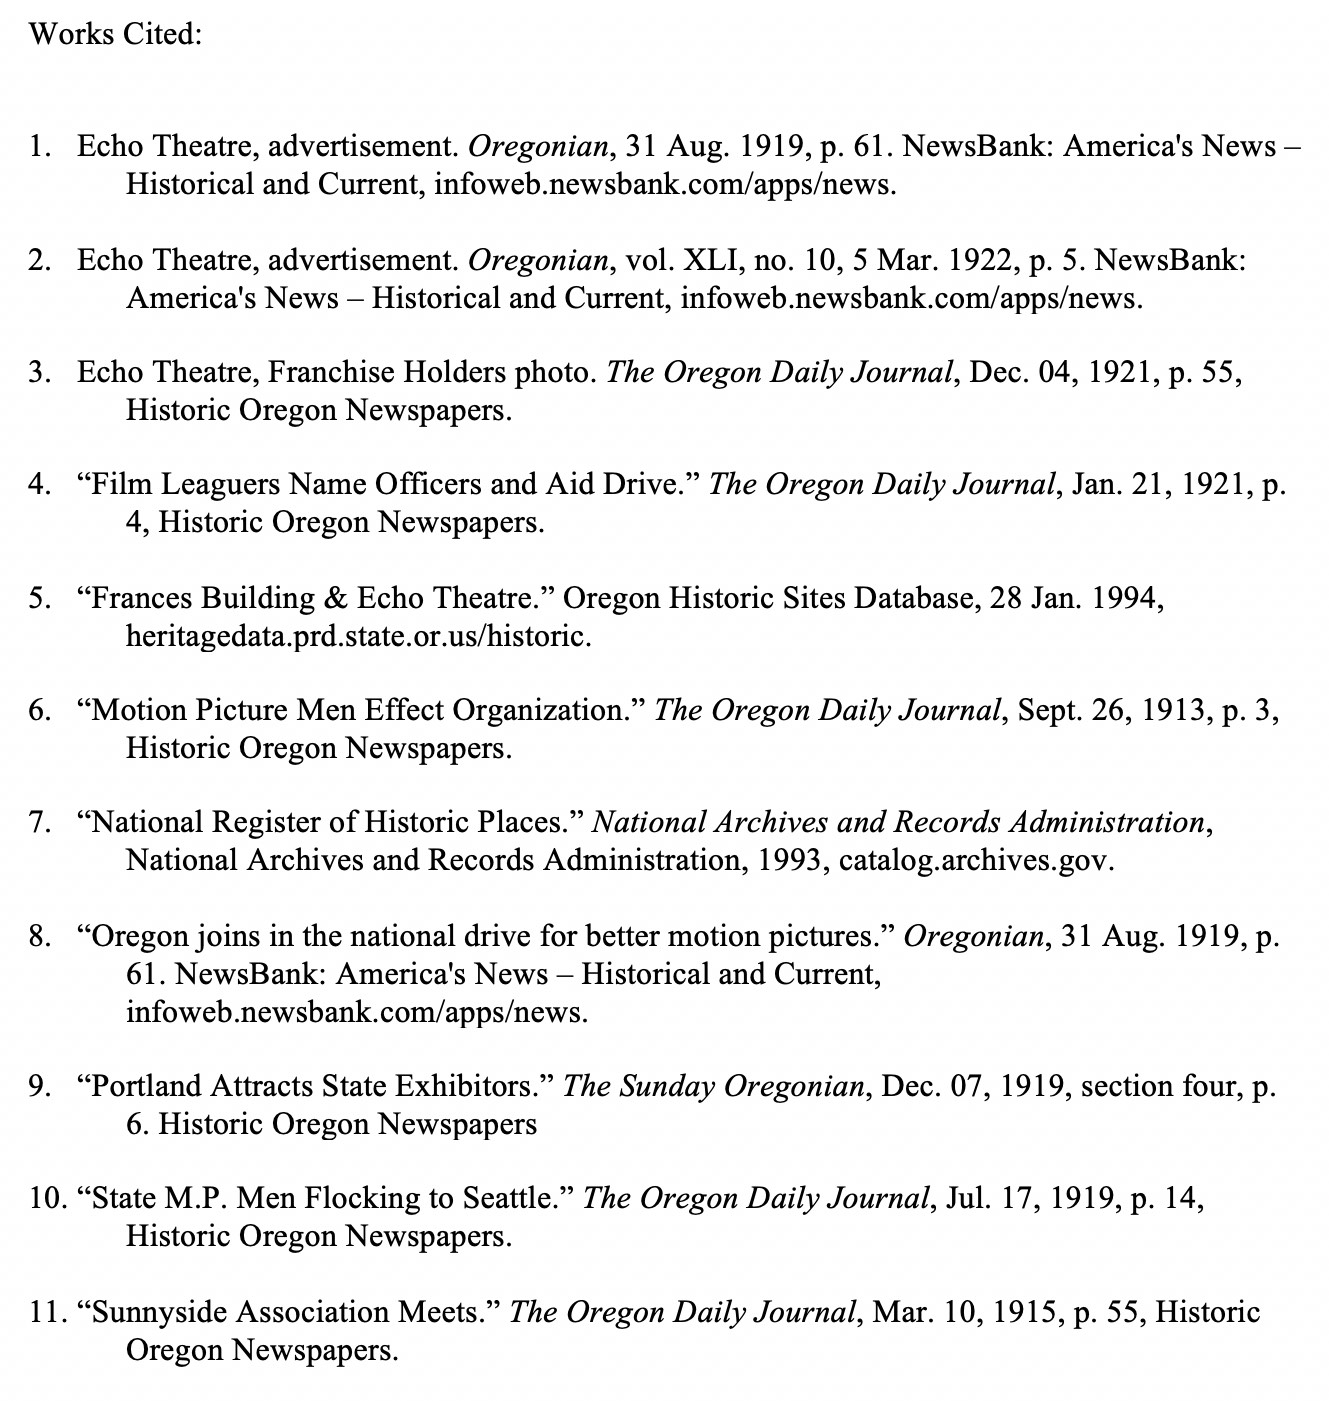 Works Cited:
1. Echo Theatre, advertisement. Oregonian, 31 Aug. 1919, p. 61. NewsBank: America's News –
Historical and Current, infoweb.newsbank.com/apps/news.
2. Echo Theatre, advertisement. Oregonian, vol. XLI, no. 10, 5 Mar. 1922, p. 5. NewsBank:
America's News – Historical and Current, infoweb.newsbank.com/apps/news.
3. Echo Theatre, Franchise Holders photo. The Oregon Daily Journal, Dec. 04, 1921, p. 55,
Historic Oregon Newspapers.
4. “Film Leaguers Name Officers and Aid Drive.” The Oregon Daily Journal, Jan. 21, 1921, p.
4, Historic Oregon Newspapers.
5. “Frances Building & Echo Theatre.” Oregon Historic Sites Database, 28 Jan. 1994,
heritagedata.prd.state.or.us/historic.
6. “Motion Picture Men Effect Organization.” The Oregon Daily Journal, Sept. 26, 1913, p. 3,
Historic Oregon Newspapers.
7. “National Register of Historic Places.” National Archives and Records Administration,
National Archives and Records Administration, 1993, catalog.archives.gov.
8. “Oregon joins in the national drive for better motion pictures.” Oregonian, 31 Aug. 1919, p.
61. NewsBank: America's News – Historical and Current,
infoweb.newsbank.com/apps/news.
9. “Portland Attracts State Exhibitors.” The Sunday Oregonian, Dec. 07, 1919, section four, p.
6. Historic Oregon Newspapers
10. “State M.P. Men Flocking to Seattle.” The Oregon Daily Journal, Jul. 17, 1919, p. 14,
Historic Oregon Newspapers.
11. “Sunnyside Association Meets.” The Oregon Daily Journal, Mar. 10, 1915, p. 55, Historic
Oregon Newspapers.